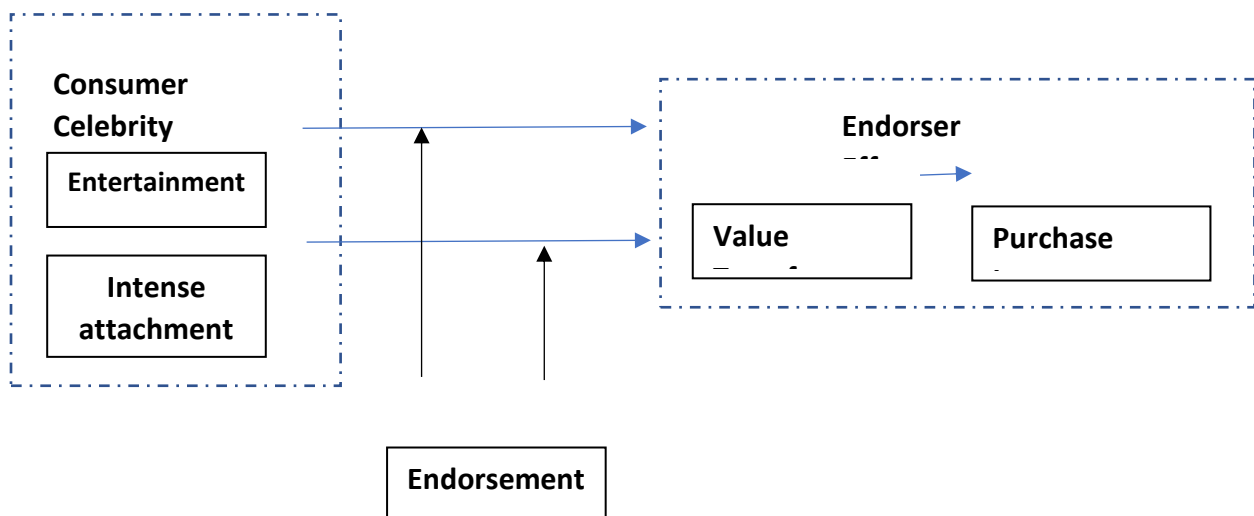 Consumer
Celebrity
Entertainment
Intense
attachment
Endorser
Value
Purchase
Endorsement